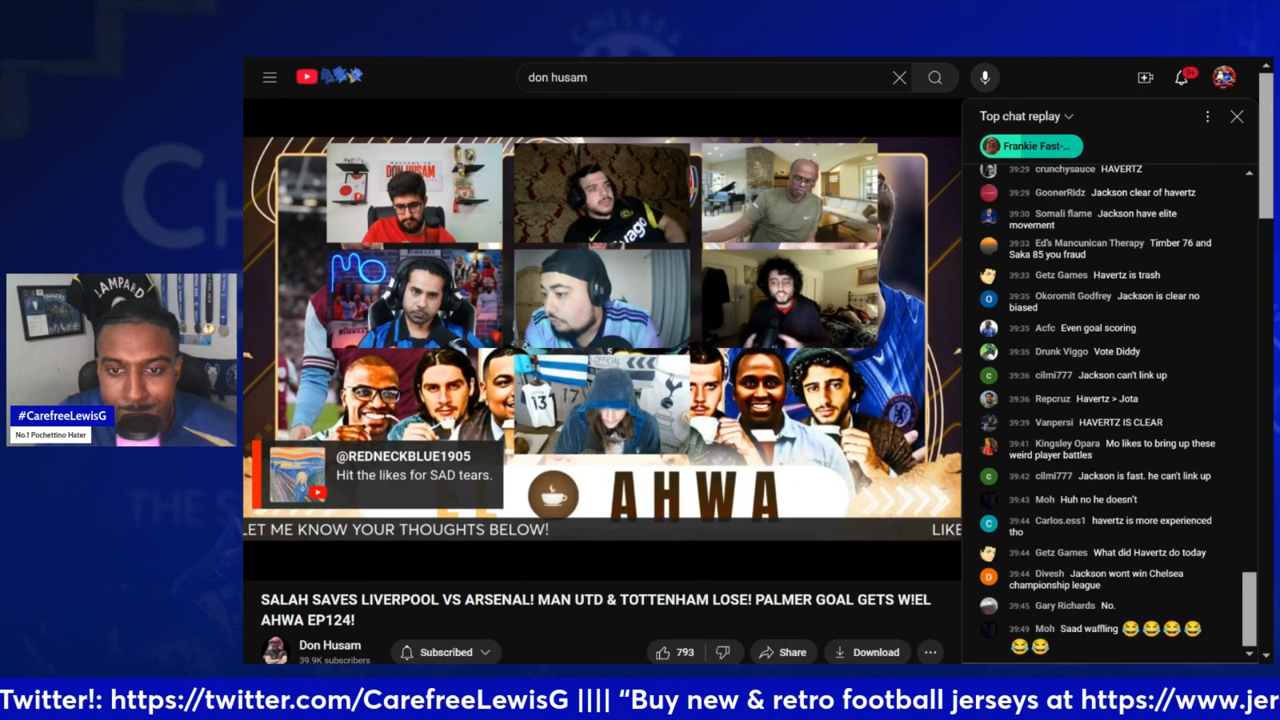 don husam
9+
Top chat replay
Frankie Fast-...
39:29 crunchysauce HAVERTZ
39:29 GoonerRidz Jackson clear of havertz
39:30 Somali flame Jackson have elite
movement
39:33 Ed's Mancunican Therapy Timber 76 and
Saka 85 you fraud
39:33 Getz Games Havertz is trash
39:35 Okoromit Godfrey Jackson is clear no
biased
39:35 Acfc Even goal scoring
39:35 Drunk Viggo Vote Diddy
39:36 cilmi777 Jackson can't link up
39:36 Repcruz Havertz > Jota
39:39 Vanpersi HAVERTZ IS CLEAR
39:41 Kingsley Opara Mo likes to bring up these
weird player battles
39:42 cilmi777 Jackson is fast. he can't link up
39:43 Moh Huh no he doesn't
39:44 Carlos.ess1 havertz is more experienced
tho
39:44 Getz Games What did Havertz do today
39:44 Divesh Jackson wont win Chelsea
championship league
39:45 Gary Richards No.
39:49 Moh Saad waffling 😂😂😂😂
😂😂
DON HUSAM
MO
13
LAMPARD
#CarefreeLewisG
No.1 Pochettino Hater
@REDNECKBLUE1905
Hit the likes for SAD tears.
AHWA
LET ME KNOW YOUR THOUGHTS BELOW!
LIKE
SALAH SAVES LIVERPOOL VS ARSENAL! MAN UTD & TOTTENHAM LOSE! PALMER GOAL GETS W!EL
AHWA EP124!
Don Husam
39.9K subscribers
Subscribed
793
Share
Download
Twitter!: https://twitter.com/CarefreeLewisG |||| “Buy new & retro football jerseys at https://www.jer